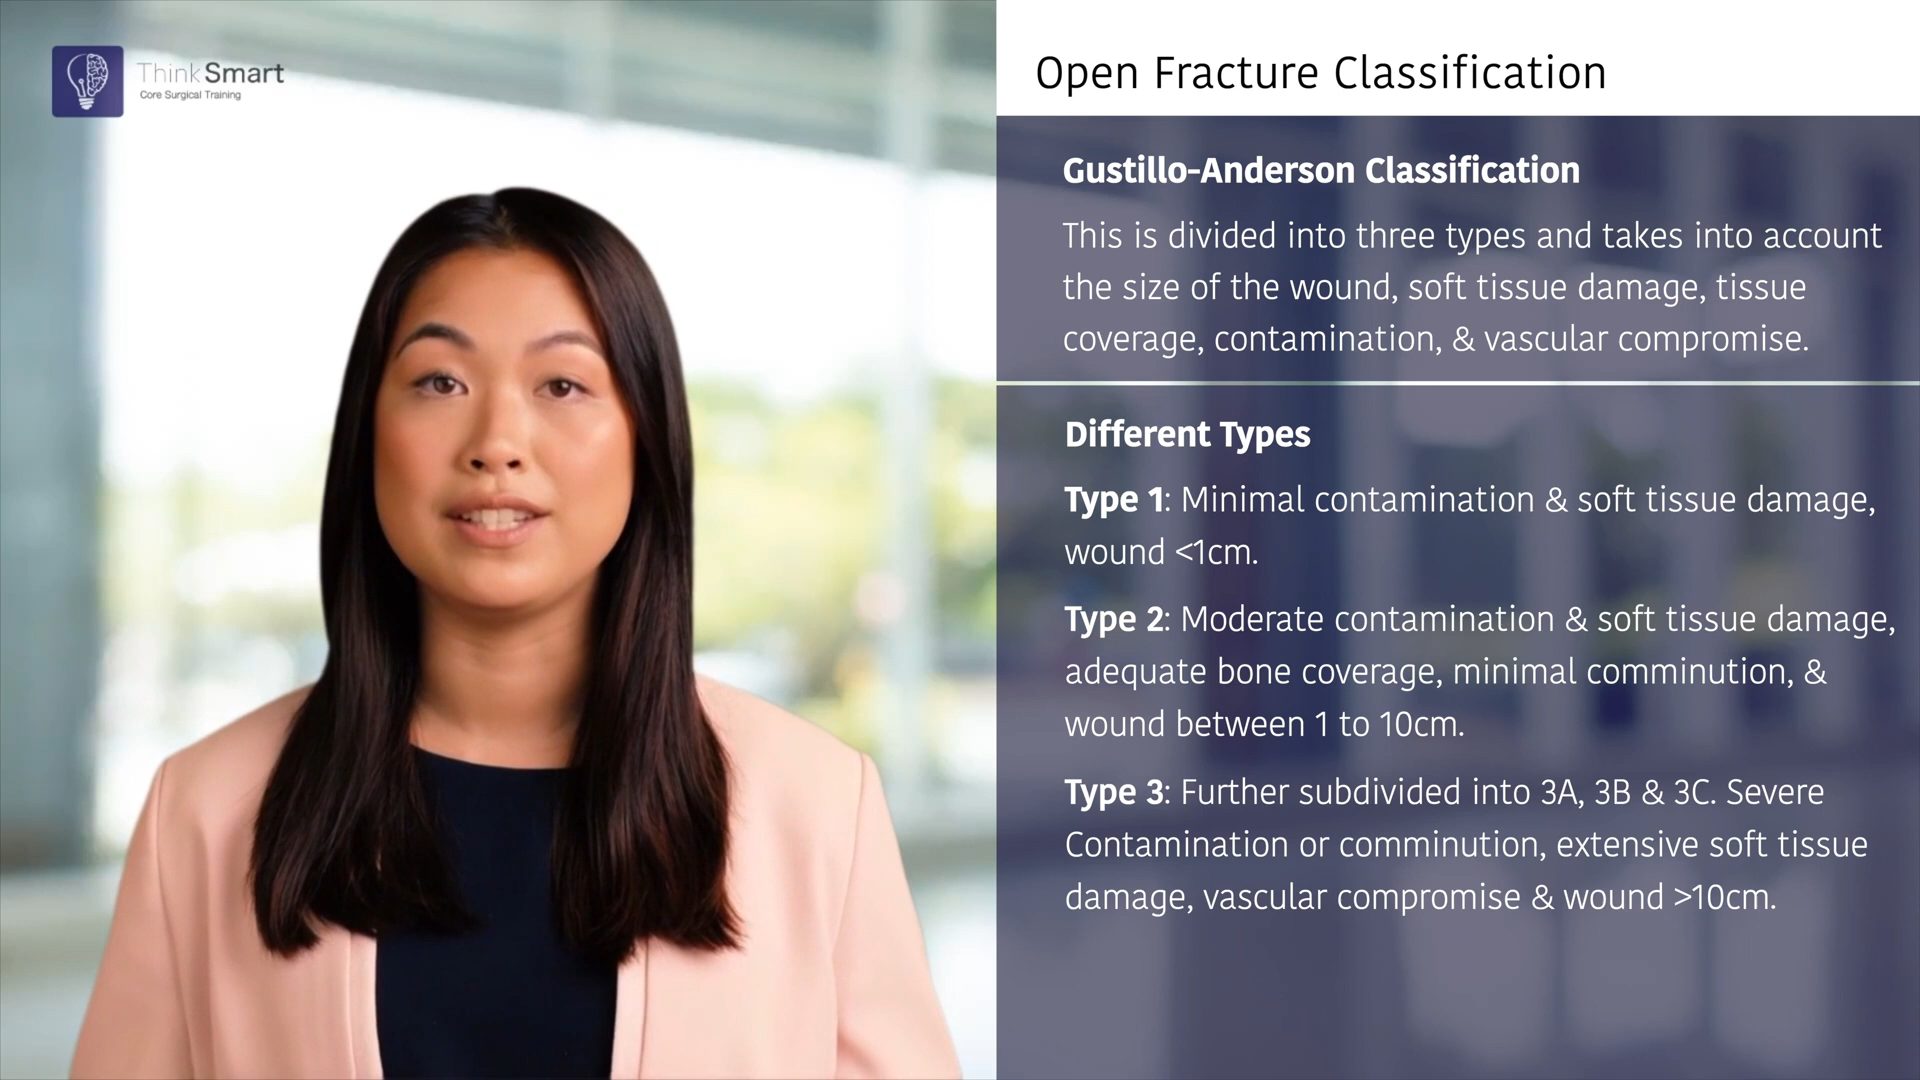 ThinkSmart
Core Surgical Training
Open Fracture Classification
Gustillo-Anderson Classification
This is divided into three types and takes into account
the size of the wound, soft tissue damage, tissue
coverage, contamination, & vascular compromise.
Different Types
Type 1: Minimal contamination & soft tissue damage,
wound <1cm.
Type 2: Moderate contamination & soft tissue damage,
adequate bone coverage, minimal comminution, &
wound between 1 to 10cm.
Type 3: Further subdivided into 3A, 3B & 3C. Severe
Contamination or comminution, extensive soft tissue
damage, vascular compromise & wound >10cm.